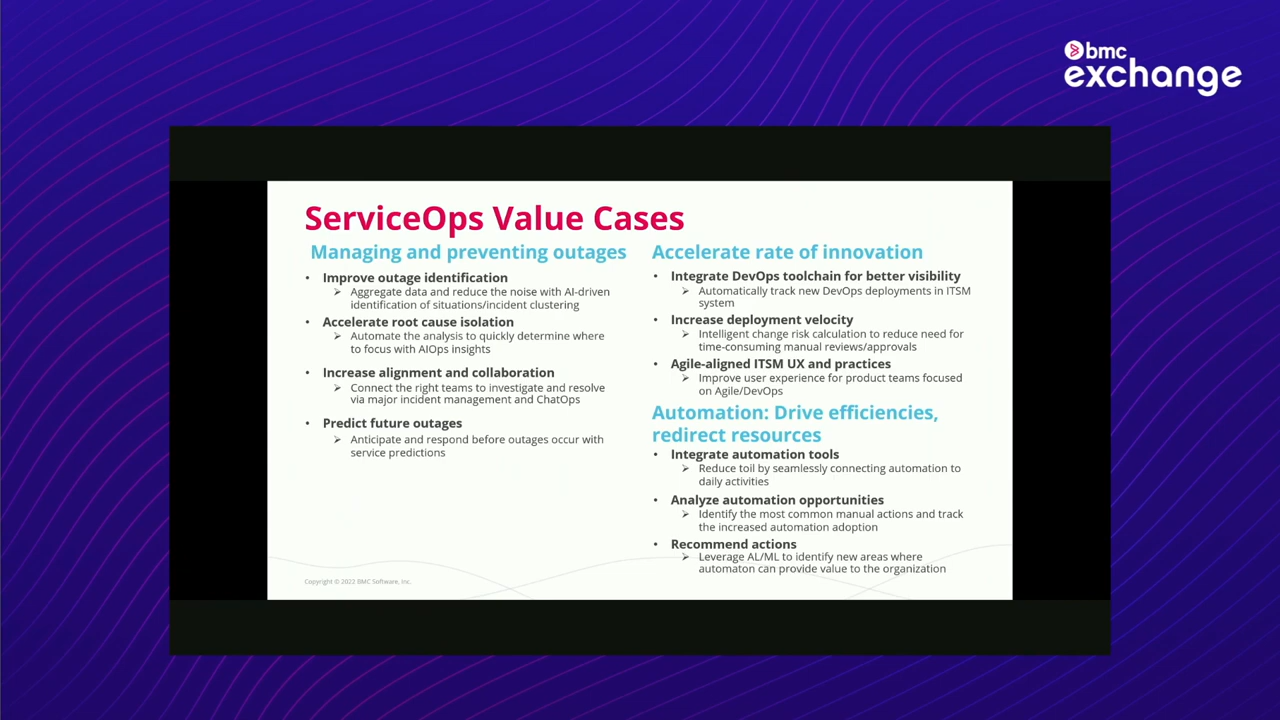 bmc
exchange
ServiceOps Value Cases
Managing and preventing outages
• Improve outage identification
➢ Aggregate data and reduce the noise with AI-driven
identification of situations/incident clustering
• Accelerate root cause isolation
➢ Automate the analysis to quickly determine where
to focus with AIOps insights
• Increase alignment and collaboration
➢ Connect the right teams to investigate and resolve
via major incident management and ChatOps
• Predict future outages
➢ Anticipate and respond before outages occur with
service predictions
Accelerate rate of innovation
• Integrate DevOps toolchain for better visibility
➢ Automatically track new DevOps deployments in ITSM
system
• Increase deployment velocity
➢ Intelligent change risk calculation to reduce need for
time-consuming manual reviews/approvals
• Agile-aligned ITSM UX and practices
➢ Improve user experience for product teams focused
on Agile/DevOps
Automation: Drive efficiencies,
redirect resources
• Integrate automation tools
➢ Reduce toil by seamlessly connecting automation to
daily activities
• Analyze automation opportunities
➢ Identify the most common manual actions and track
the increased automation adoption
• Recommend actions
➢ Leverage AL/ML to identify new areas where
automaton can provide value to the organization
Copyright © 2023 BMC Software, Inc.